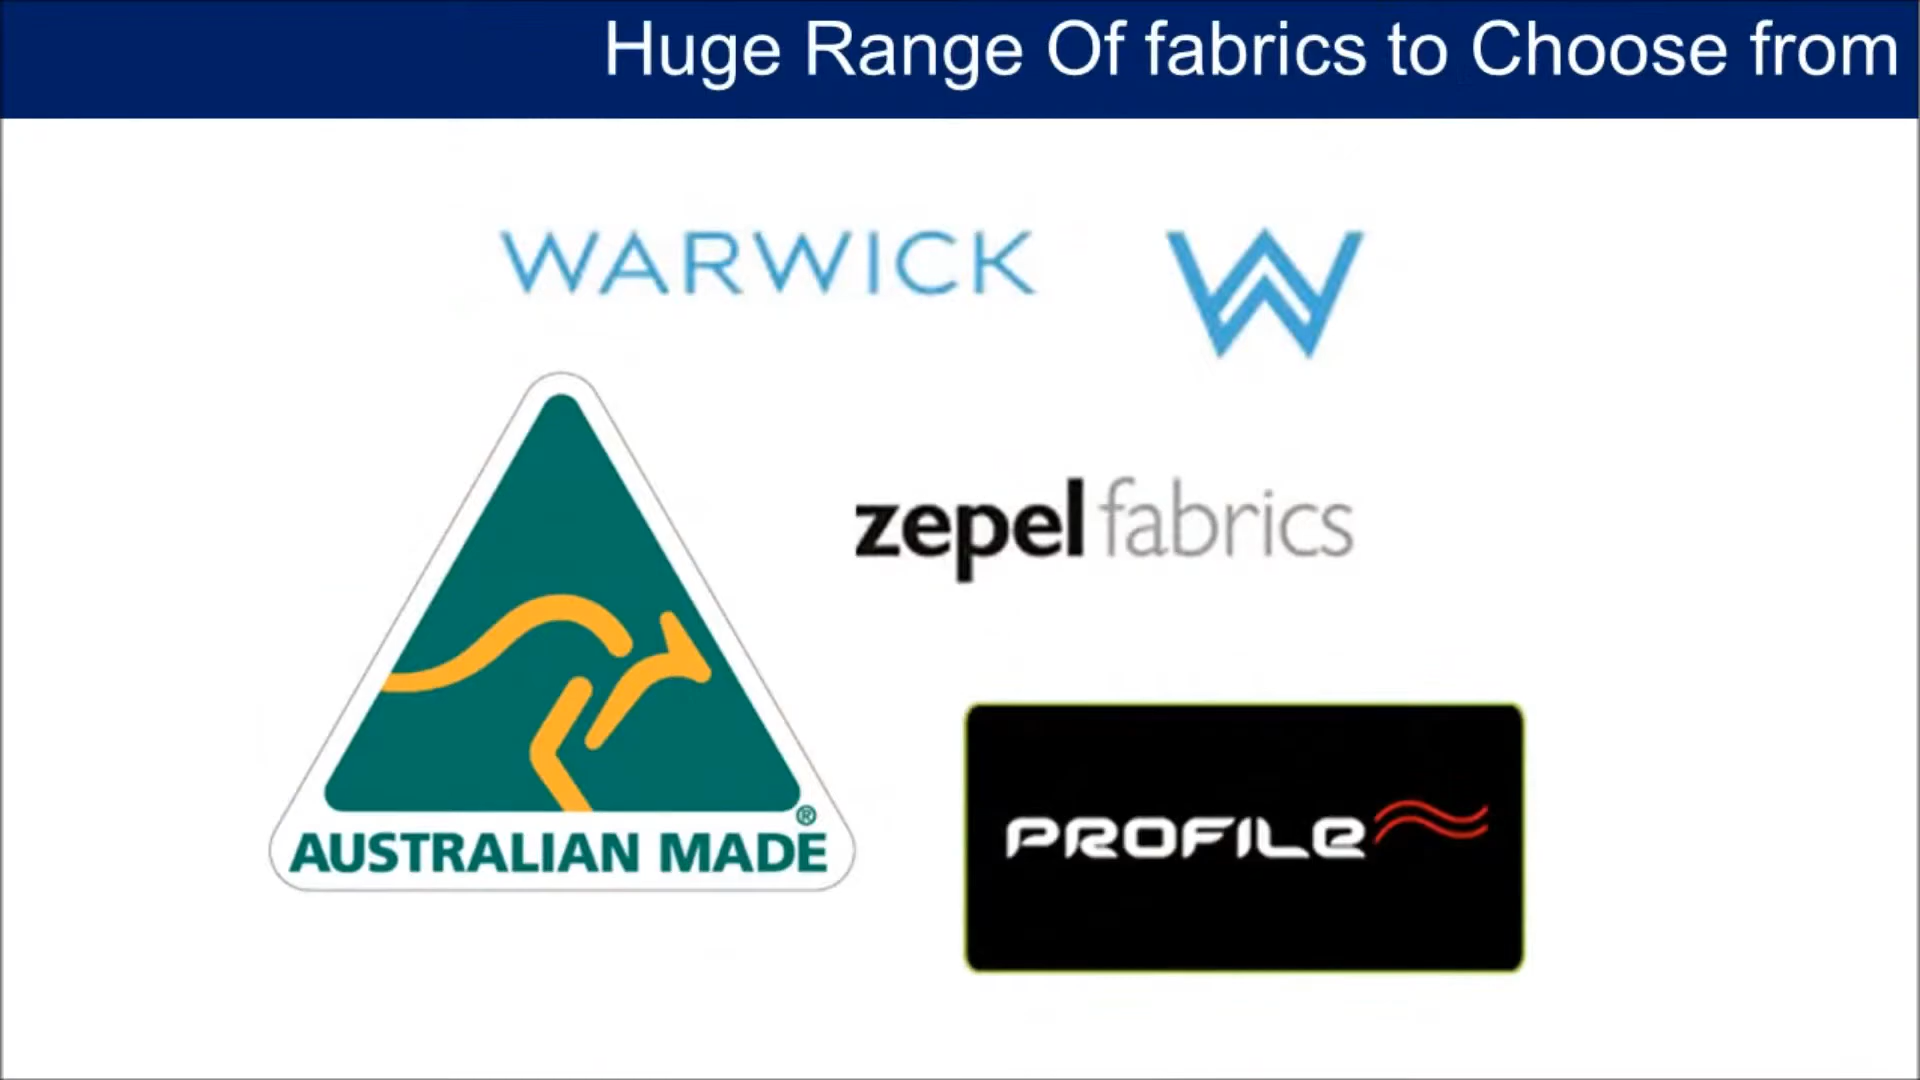 Huge Range Of fabrics to Choose from
WARWICK W
zepel fabrics
AUSTRALIAN MADE®
PROFILE